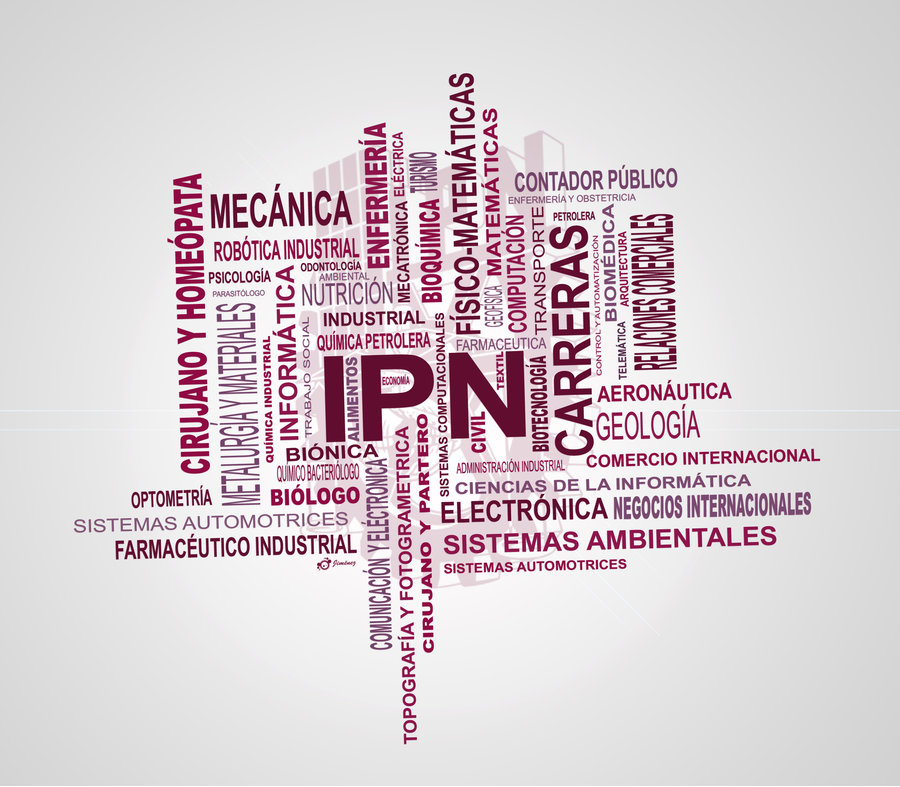 CIRUJANO Y HOMEÓPATA
MECÁNICA
ROBÓTICA INDUSTRIAL
PSICOLOGÍA
ODONTOLOGÍA
AMBIENTAL
PARASITÓLOGO
NUTRICIÓN
METALURGIA Y MATERIALES
QUÍMICA INDUSTRIAL
INFORMÁTICA
TRABAJO SOCIAL
INDUSTRIAL
QUÍMICA PETROLERA
ENFERMERÍA
ELÉCTRICA
MECATRÓNICA
TURISMO
BIOQUÍMICA
FÍSICO-MATEMÁTICAS
MATEMÁTICAS
GEOFISICA
COMPUTACIÓN
TRANSPORTE
CONTADOR PÚBLICO
ENFERMERÍA Y OBSTETRICIA
PETROLERA
CARRERAS
CONTROL Y AUTOMATIZACIÓN
BIOMÉDICA
ARQUITECTURA
TELEMÁTICA
RELACIONES COMERCIALES
FARMACEUTICA
ALIMENTOS
IPN
ECONOMÍA
SISTEMAS COMPUTACIONALES
CIVIL
TEXTIL
BIOTECNOLOGÍA
AERONÁUTICA
GEOLOGÍA
BIÓNICA
QUÍMICO BACTERIÓLOGO
BIÓLOGO
OPTOMETRÍA
SISTEMAS AUTOMOTRICES
FARMACÉUTICO INDUSTRIAL
Jiménez
COMUNICACIÓN Y ELECTRÓNICA
TOPOGRAFÍA Y FOTOGRAMETRICA
CIRUJANO Y PARTERO
ADMINISTRACIÓN INDUSTRIAL
COMERCIO INTERNACIONAL
CIENCIAS DE LA INFORMÁTICA
ELECTRÓNICA
NEGOCIOS INTERNACIONALES
SISTEMAS AMBIENTALES
SISTEMAS AUTOMOTRICES